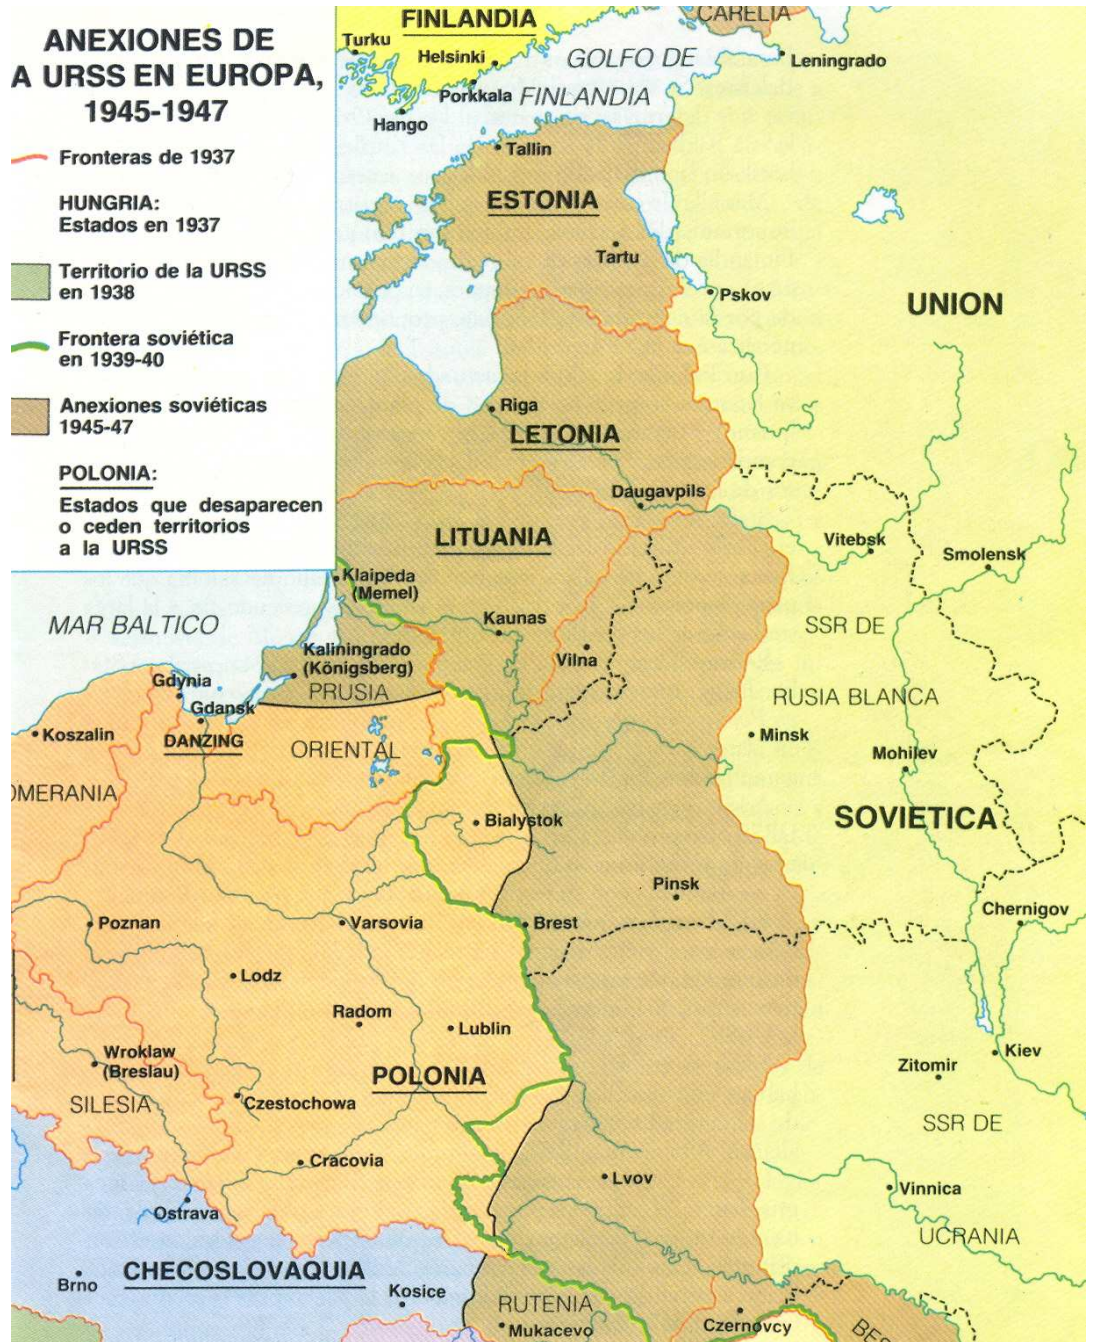 ANEXIONES DE
A URSS EN EUROPA,
1945-1947
Fronteras de 1937
HUNGRIA:
Estados en 1937
Territorio de la URSS
en 1938
Frontera soviética
en 1939-40
Anexiones soviéticas
1945-47
POLONIA:
Estados que desaparecen
o ceden territorios
a la URSS
FINLANDIA
CARELIA
Turku
Helsinki
GOLFO DE
Leningrado
Porkkala
FINLANDIA
Hango
Tallin
ESTONIA
Tartu
Pskov
UNION
Riga
LETONIA
Daugavpils
LITUANIA
Vitebsk
Smolensk
Klaipeda
(Memel)
MAR BALTICO
Kaunas
SSR DE
Kaliningrado
(Königsberg)
Vilna
Gdynia
PRUSIA
RUSIA BLANCA
Gdansk
Koszalin
DANZING
ORIENTAL
Minsk
Mohilev
OMERANIA
Bialystok
SOVIETICA
Pinsk
Chernigov
Poznan
Varsovia
Brest
Lodz
Radom
Lublin
Wroklaw
(Breslau)
Kiev
Zitomir
POLONIA
SILESIA
Czestochowa
SSR DE
Cracovia
Lvov
Vinnica
Ostrava
UCRANIA
CHECOSLOVAQUIA
Brno
Kosice
RUTENIA
Mukacevo
Czernovcy
BES